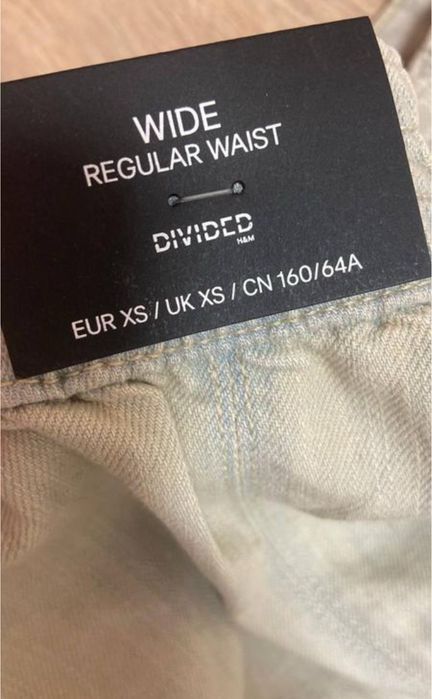 WIDE
REGULAR WAIST
DIVIDED
H&M
EUR XS / UK XS / CN 160/64A